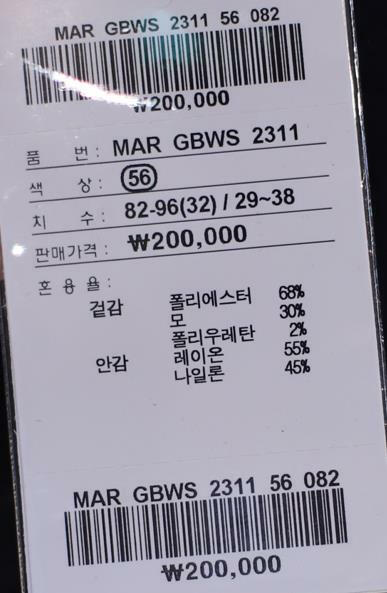 MAR GBWS 2311 56 082
₩200,000
품 번 : MAR GBWS 2311
색 상 : 56
치 수 : 82-96(32) / 29~38
판매가격 : ₩200,000
혼 용 율 :
겉감 폴리에스터 68%
모 30%
폴리우레탄 2%
안감 레이온 55%
나일론 45%
MAR GBWS 2311 56 082
₩200,000